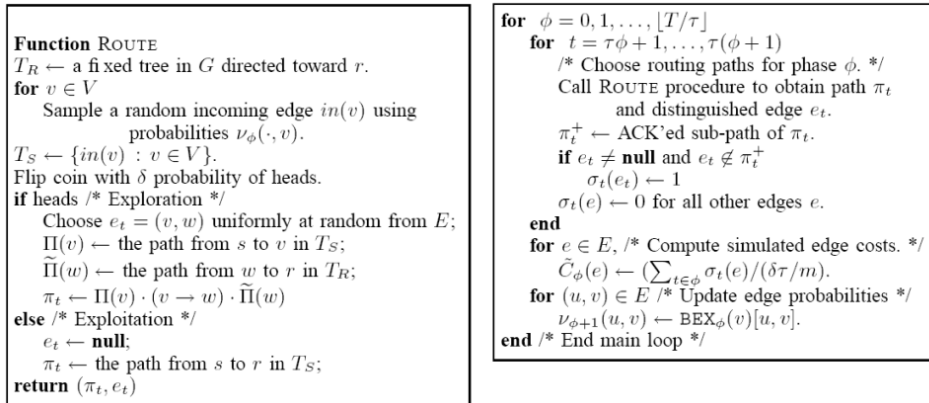 Function ROUTE
T_R ← a fixed tree in G directed toward r.
for v ∈ V
Sample a random incoming edge in(v) using
probabilities ν_ϕ(·, v).
T_S ← {in(v) : v ∈ V}.
Flip coin with δ probability of heads.
if heads /* Exploration */
Choose e_t = (v, w) uniformly at random from E;
Π(v) ← the path from s to v in T_S;
Π̃(w) ← the path from w to r in T_R;
π_t ← Π(v) · (v → w) · Π̃(w)
else /* Exploitation */
e_t ← null;
π_t ← the path from s to r in T_S;
return (π_t, e_t)
for ϕ = 0, 1, . . . , ⌊T/τ⌋
for t = τϕ + 1, . . . , τ(ϕ + 1)
/* Choose routing paths for phase ϕ. */
Call ROUTE procedure to obtain path π_t
and distinguished edge e_t.
π_t^+ ← ACK'ed sub-path of π_t.
if e_t ≠ null and e_t ∉ π_t^+
σ_t(e_t) ← 1
σ_t(e) ← 0 for all other edges e.
end
for e ∈ E, /* Compute simulated edge costs. */
C̃_ϕ(e) ← (∑_{t∈ϕ} σ_t(e)/(δτ/m).
for (u, v) ∈ E /* Update edge probabilities */
ν_{ϕ+1}(u, v) ← BEX_ϕ(v)[u, v].
end /* End main loop */